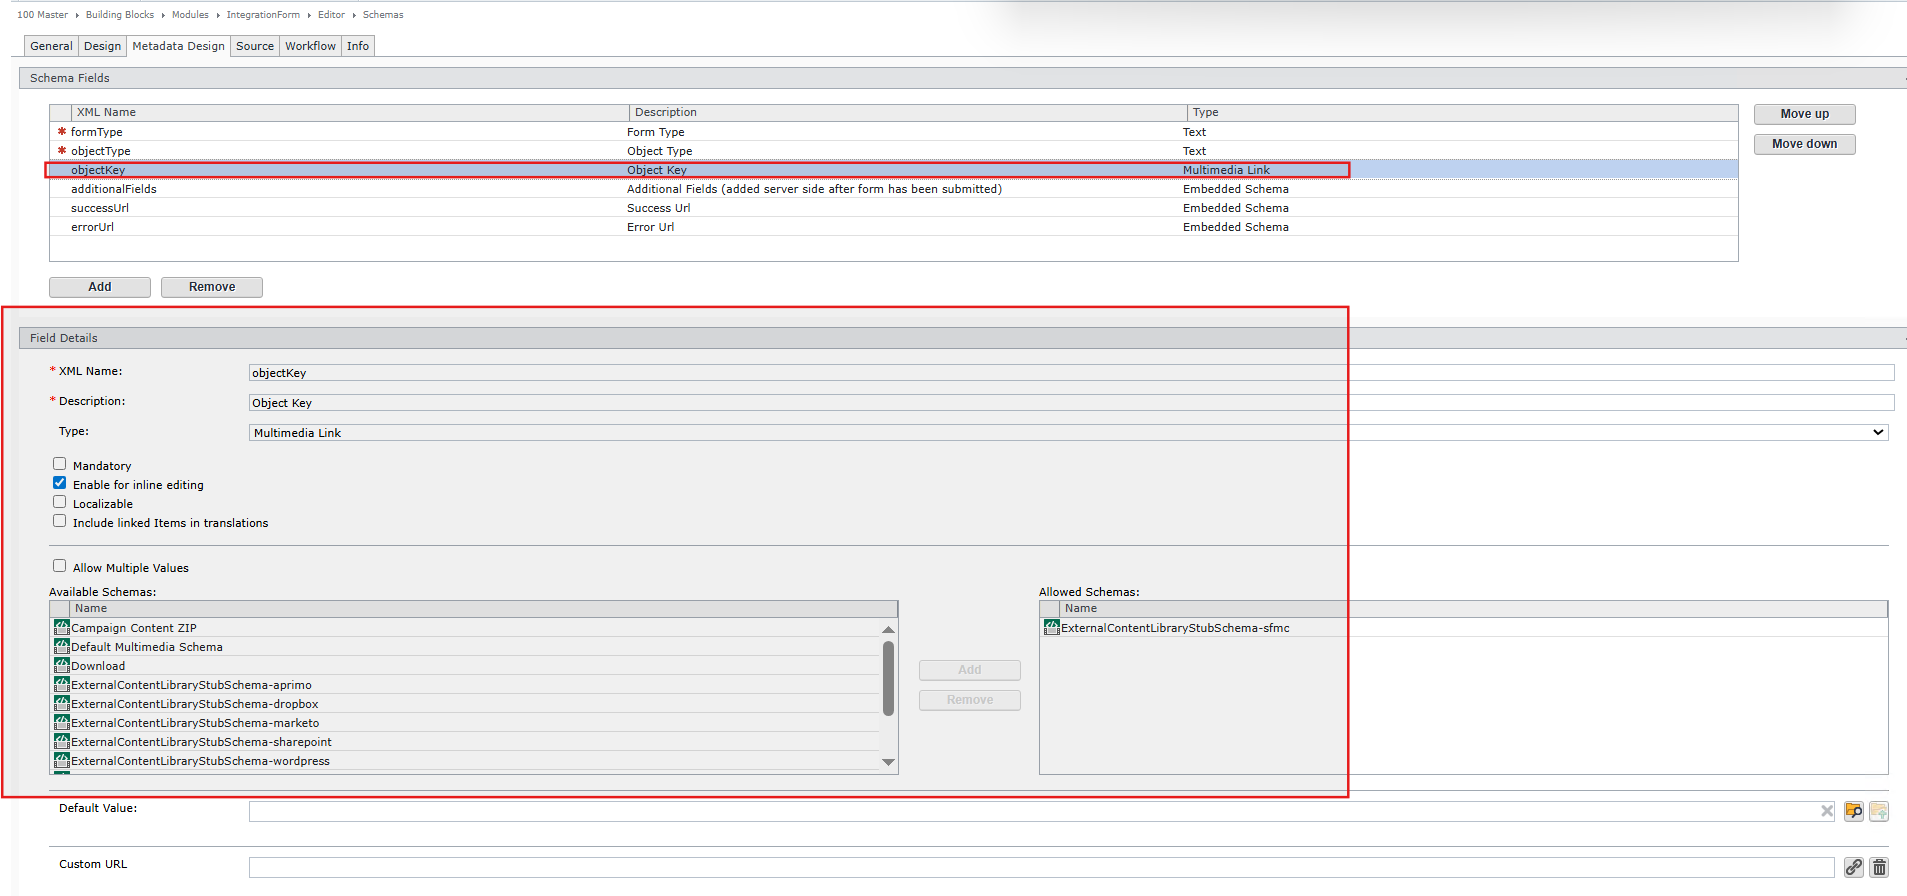 100 Master ▸ Building Blocks ▸ Modules ▸ IntegrationForm ▸ Editor ▸ Schemas
General Design Metadata Design Source Workflow Info
Schema Fields
XML Name Description Type
* formType Form Type Text
* objectType Object Type Text
objectKey Object Key Multimedia Link
additionalFields Additional Fields (added server side after form has been submitted) Embedded Schema
successUrl Success Url Embedded Schema
errorUrl Error Url Embedded Schema
Move up
Move down
Add Remove
Field Details
* XML Name: objectKey
* Description: Object Key
Type: Multimedia Link
Mandatory
Enable for inline editing
Localizable
Include linked Items in translations
Allow Multiple Values
Available Schemas:
Name
Campaign Content ZIP
Default Multimedia Schema
Download
ExternalContentLibraryStubSchema-aprimo
ExternalContentLibraryStubSchema-dropbox
ExternalContentLibraryStubSchema-marketo
ExternalContentLibraryStubSchema-sharepoint
ExternalContentLibraryStubSchema-wordpress
Add
Remove
Allowed Schemas:
Name
ExternalContentLibraryStubSchema-sfmc
Default Value:
Custom URL